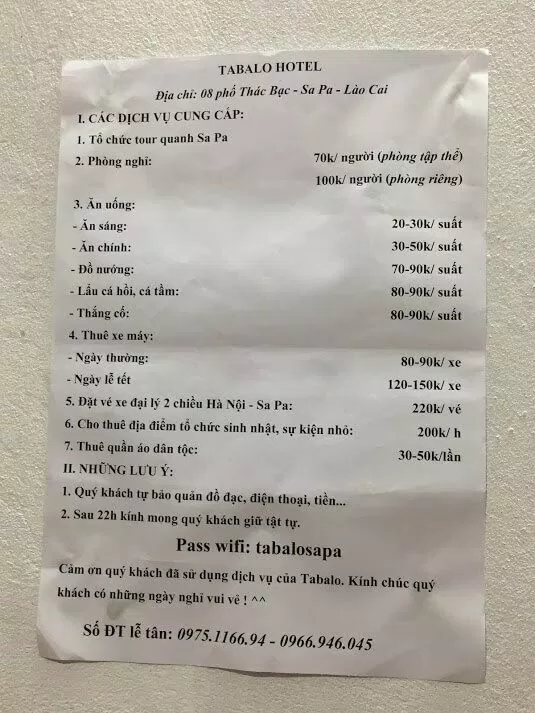 TABALO HOTEL
Địa chỉ: 08 phố Thác Bạc - Sa Pa - Lào Cai
I. CÁC DỊCH VỤ CUNG CẤP:
1. Tổ chức tour quanh Sa Pa
2. Phòng nghỉ: 70k/ người (phòng tập thể)
100k/ người (phòng riêng)
3. Ăn uống:
- Ăn sáng: 20-30k/ suất
- Ăn chính: 30-50k/ suất
- Đồ nướng: 70-90k/ suất
- Lẩu cá hồi, cá tầm: 80-90k/ suất
- Thắng cố: 80-90k/ suất
4. Thuê xe máy:
- Ngày thường: 80-90k/ xe
- Ngày lễ tết 120-150k/ xe
5. Đặt vé xe đại lý 2 chiều Hà Nội - Sa Pa: 220k/ vé
6. Cho thuê địa điểm tổ chức sinh nhật, sự kiện nhỏ: 200k/ h
7. Thuê quần áo dân tộc: 30-50k/lần
II. NHỮNG LƯU Ý:
1. Quý khách tự bảo quản đồ đạc, điện thoại, tiền...
2. Sau 22h kính mong quý khách giữ tật tự.
Pass wifi: tabalosapa
Cảm ơn quý khách đã sử dụng dịch vụ của Tabalo. Kính chúc quý
khách có những ngày nghỉ vui vẻ ! ^^
Số ĐT lễ tân: 0975.1166.94 - 0966.946.045